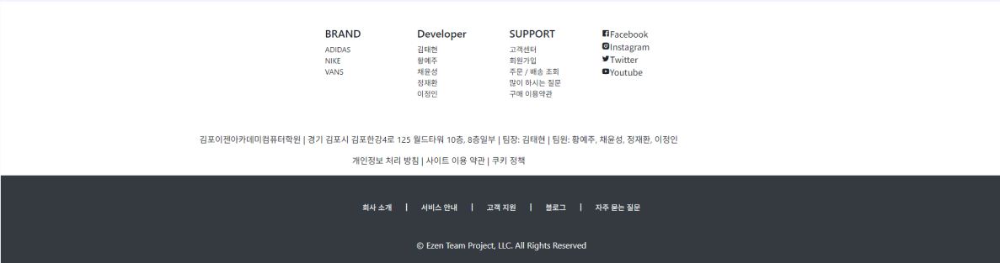 BRAND
ADIDAS
NIKE
VANS
Developer
김태현
황예주
채윤성
정재환
이정인
SUPPORT
고객센터
회원가입
주문 / 배송 조회
많이 하시는 질문
구매 이용약관
Facebook
Instagram
Twitter
Youtube
김포이젠아카데미컴퓨터학원 | 경기 김포시 김포한강4로 125 월드타워 10층, 8층일부 | 팀장: 김태현 | 팀원: 황예주, 채윤성, 정재환, 이정인
개인정보 처리 방침 | 사이트 이용 약관 | 쿠키 정책
회사 소개 | 서비스 안내 | 고객 지원 | 블로그 | 자주 묻는 질문
© Ezen Team Project, LLC. All Rights Reserved